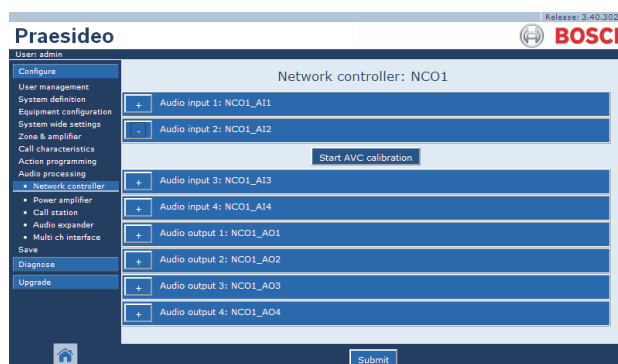 Release: 3.40.302
Praesideo
BOSCH
User: admin
Configure
User management
System definition
Equipment configuration
System wide settings
Zone & amplifier
Call characteristics
Action programming
Audio processing
• Network controller
• Power amplifier
• Call station
• Audio expander
• Multi ch interface
Save
Diagnose
Upgrade
Network controller: NCO1
+ Audio input 1: NCO1_AI1
- Audio input 2: NCO1_AI2
Start AVC calibration
+ Audio input 3: NCO1_AI3
+ Audio input 4: NCO1_AI4
+ Audio output 1: NCO1_AO1
+ Audio output 2: NCO1_AO2
+ Audio output 3: NCO1_AO3
+ Audio output 4: NCO1_AO4
Submit